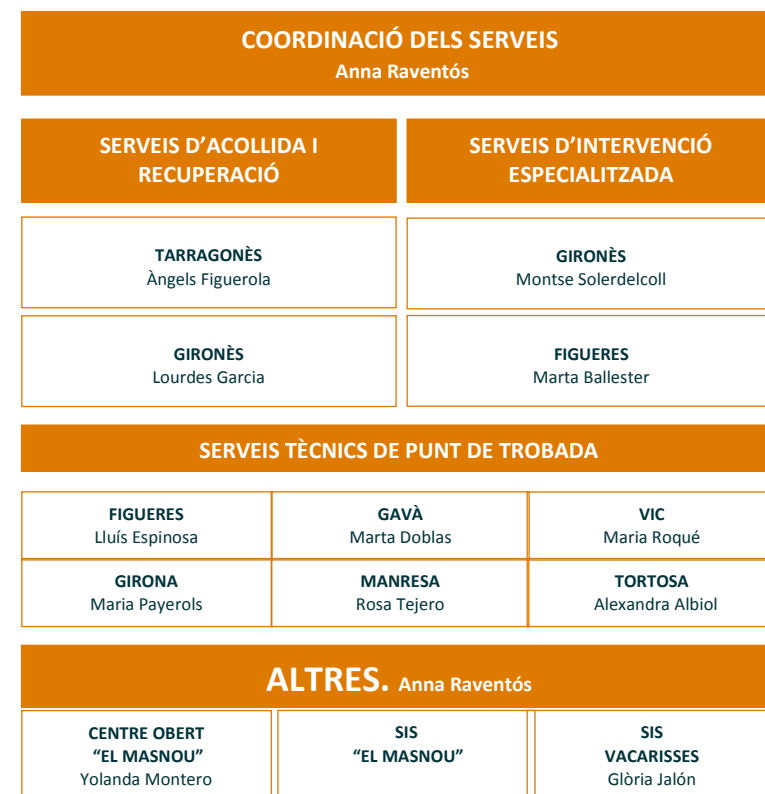 COORDINACIÓ DELS SERVEIS
Anna Raventós
SERVEIS D’ACOLLIDA I
RECUPERACIÓ
SERVEIS D’INTERVENCIÓ
ESPECIALITZADA
TARRAGONÈS
Àngels Figuerola
GIRONÈS
Montse Solerdelcoll
GIRONÈS
Lourdes Garcia
FIGUERES
Marta Ballester
SERVEIS TÈCNICS DE PUNT DE TROBADA
FIGUERES
Lluís Espinosa
GAVÀ
Marta Doblas
VIC
Maria Roqué
GIRONA
Maria Payerols
MANRESA
Rosa Tejero
TORTOSA
Alexandra Albiol
ALTRES. Anna Raventós
CENTRE OBERT
“EL MASNOU”
Yolanda Montero
SIS
“EL MASNOU”
SIS
VACARISSES
Glòria Jalón